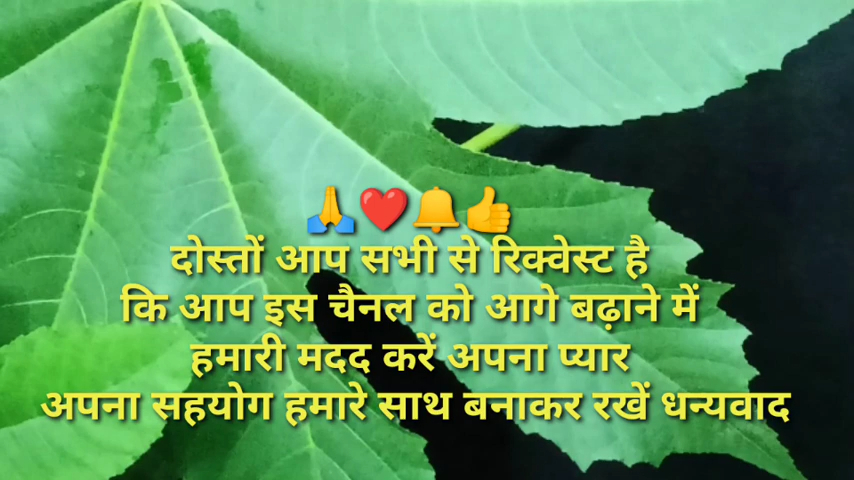 🙏❤️🔔👍
दोस्तों आप सभी से रिक्वेस्ट है
कि आप इस चैनल को आगे बढ़ाने में
हमारी मदद करें अपना प्यार
अपना सहयोग हमारे साथ बनाकर रखें धन्यवाद